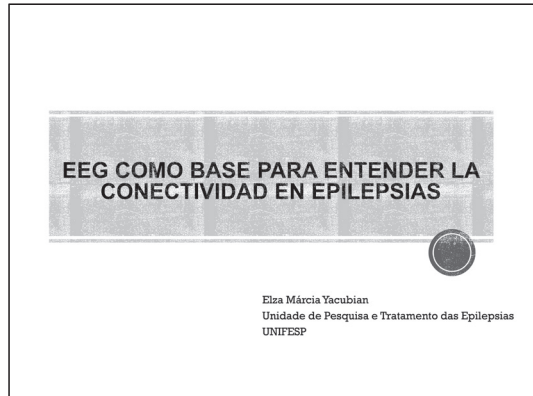 EEG COMO BASE PARA ENTENDER LA
CONECTIVIDAD EN EPILEPSIAS
Elza Márcia Yacubian
Unidade de Pesquisa e Tratamento das Epilepsias
UNIFESP